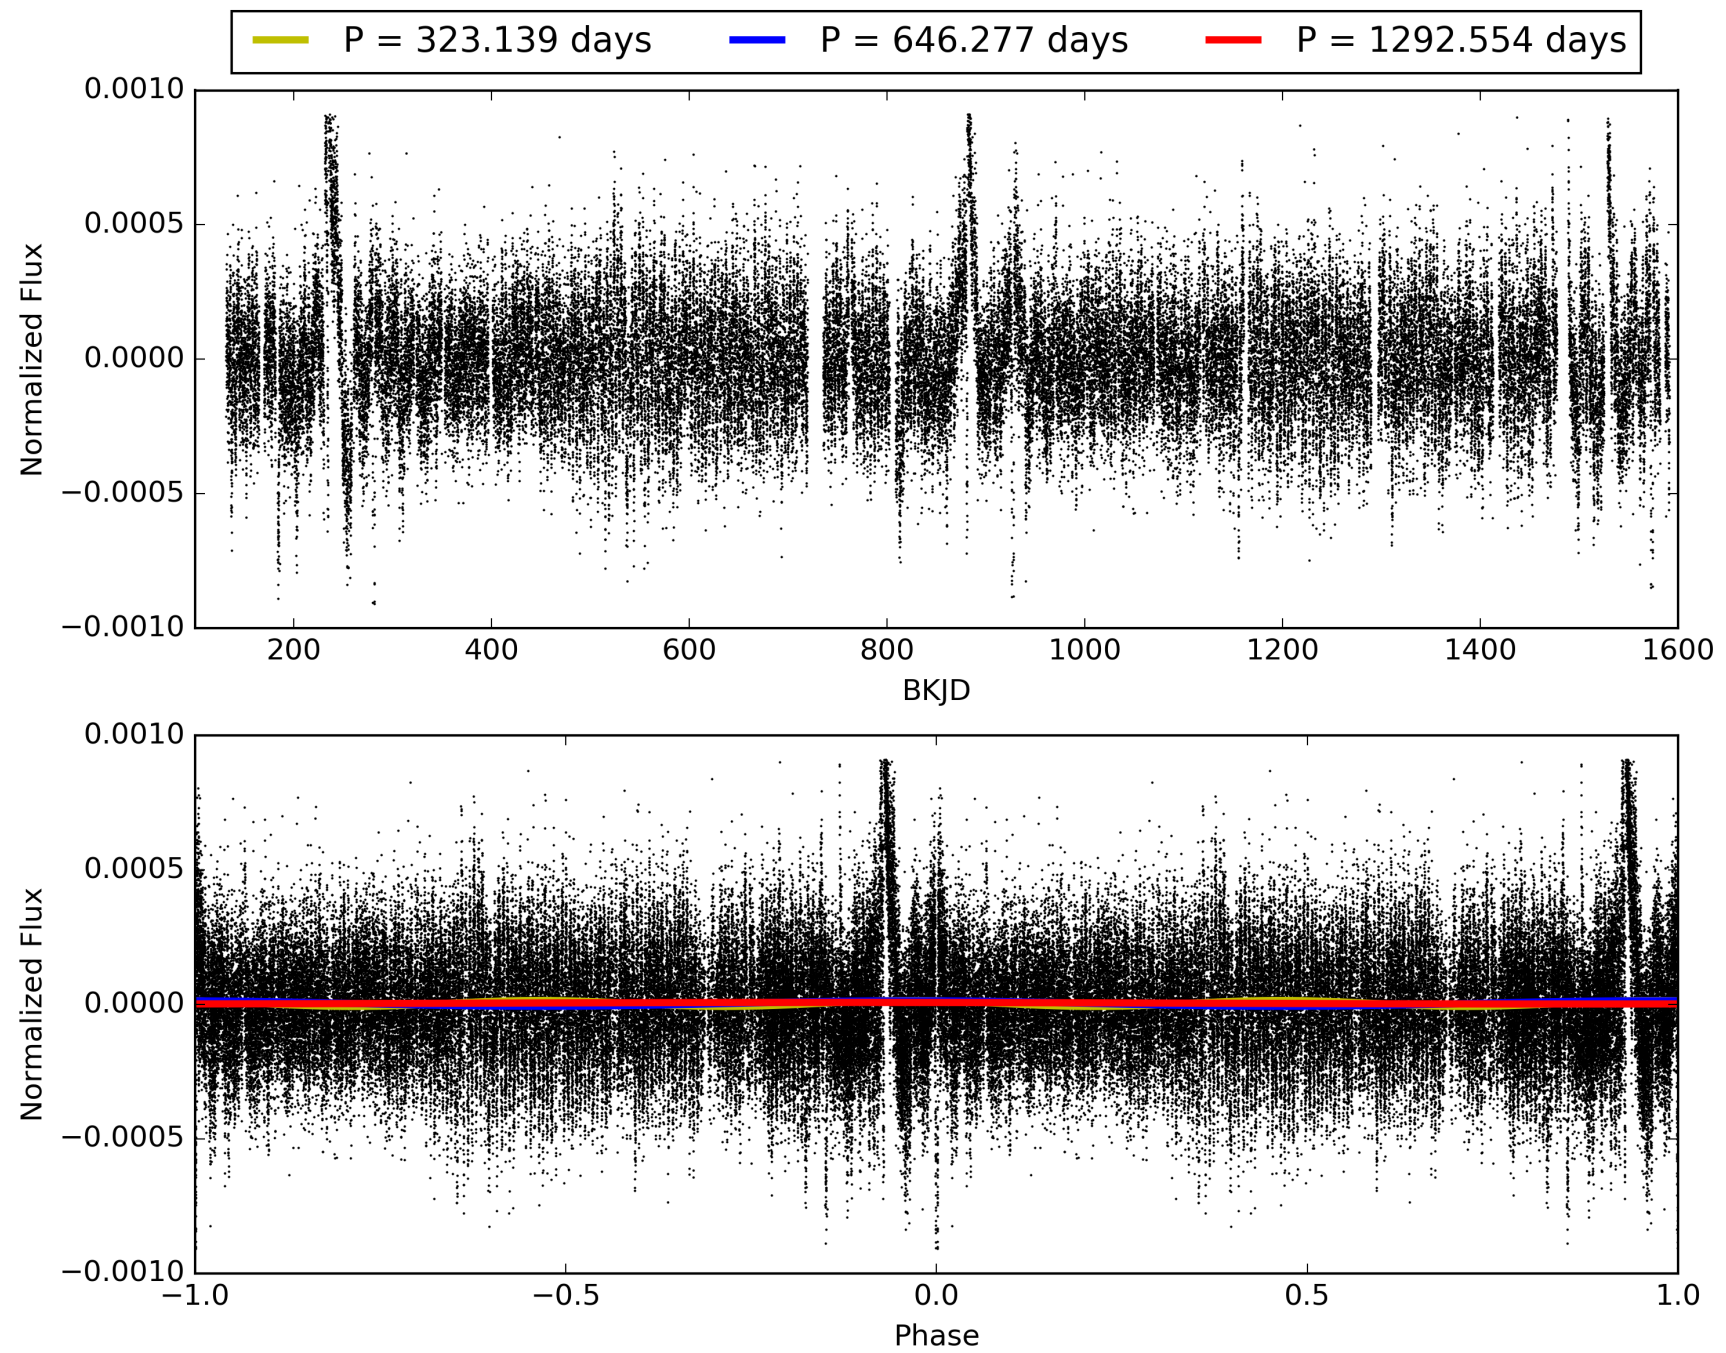 P = 323.139 days P = 646.277 days P = 1292.554 days
0.0010
0.0005
0.0000
−0.0005
−0.0010
Normalized Flux
200 400 600 800 1000 1200 1400 1600
BKJD
0.0010
0.0005
0.0000
−0.0005
−0.0010
Normalized Flux
−1.0 −0.5 0.0 0.5 1.0
Phase